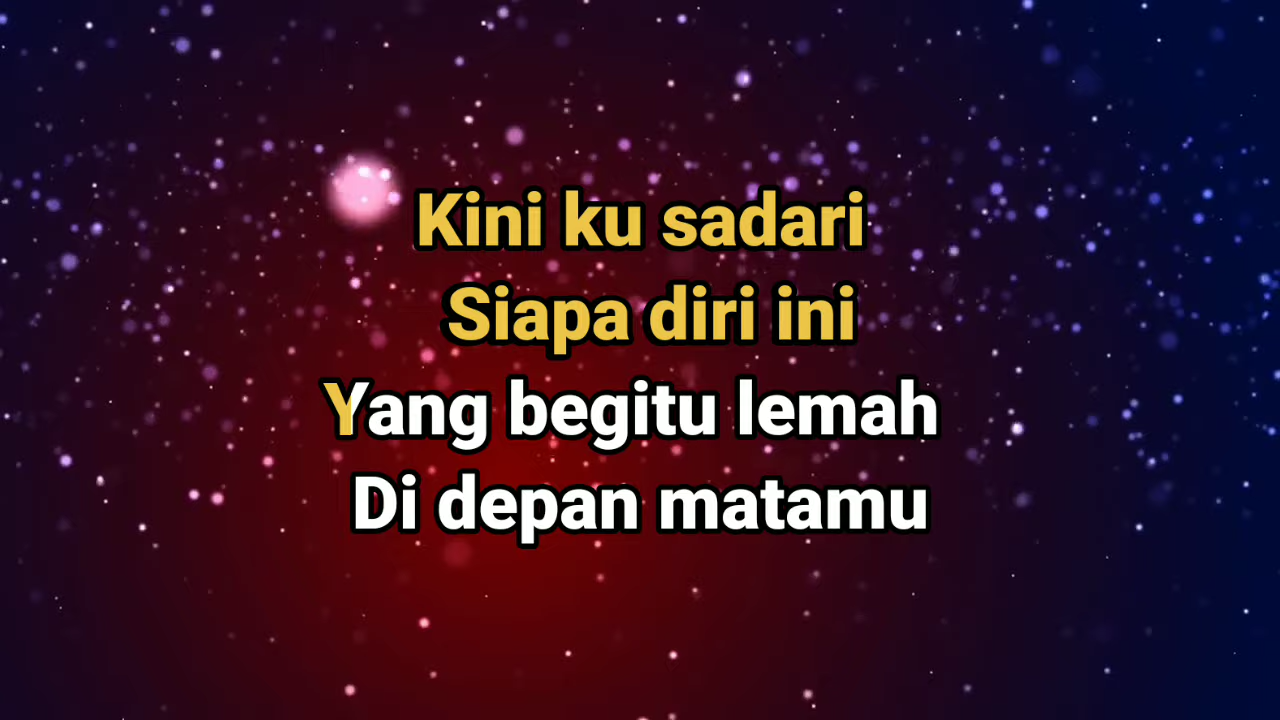 Kini ku sadari
Siapa diri ini
Yang begitu lemah
Di depan matamu